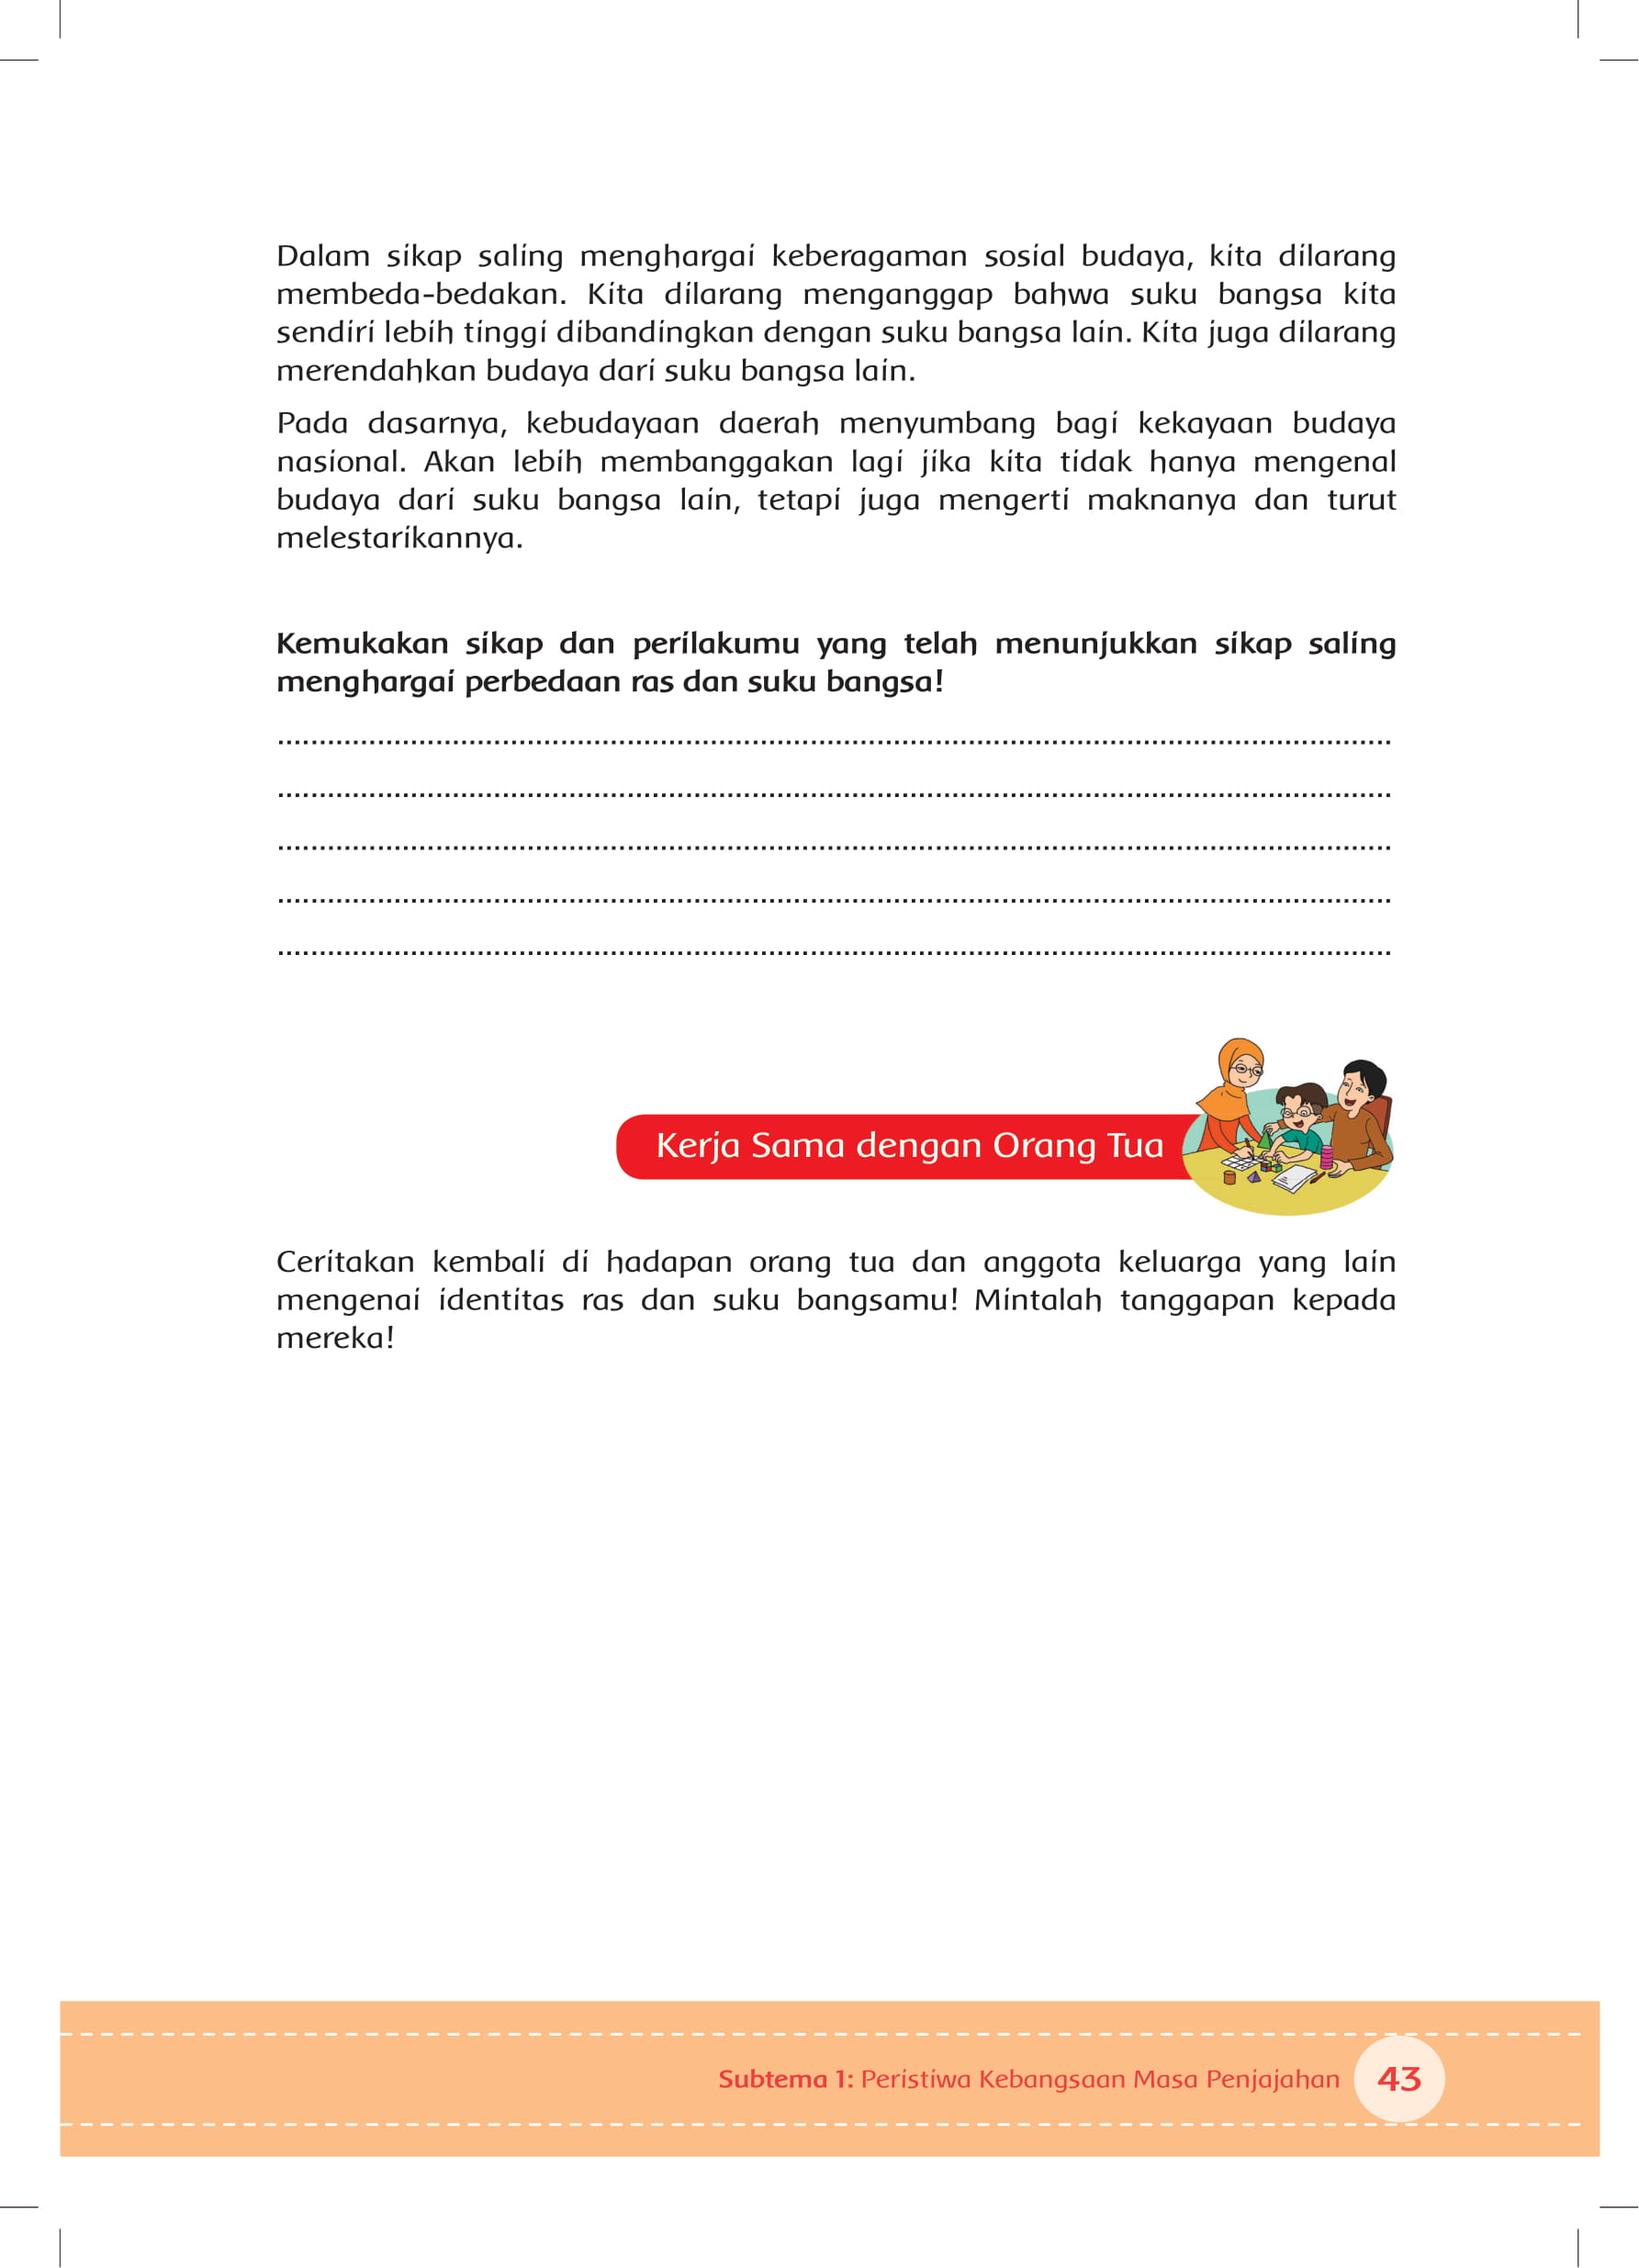 Dalam sikap saling menghargai keberagaman sosial budaya, kita dilarang
membeda-bedakan. Kita dilarang menganggap bahwa suku bangsa kita
sendiri lebih tinggi dibandingkan dengan suku bangsa lain. Kita juga dilarang
merendahkan budaya dari suku bangsa lain.
Pada dasarnya, kebudayaan daerah menyumbang bagi kekayaan budaya
nasional. Akan lebih membanggakan lagi jika kita tidak hanya mengenal
budaya dari suku bangsa lain, tetapi juga mengerti maknanya dan turut
melestarikannya.
Kemukakan sikap dan perilakumu yang telah menunjukkan sikap saling
menghargai perbedaan ras dan suku bangsa!
Kerja Sama dengan Orang Tua
Ceritakan kembali di hadapan orang tua dan anggota keluarga yang lain
mengenai identitas ras dan suku bangsamu! Mintalah tanggapan kepada
mereka!
Subtema 1: Peristiwa Kebangsaan Masa Penjajahan 43